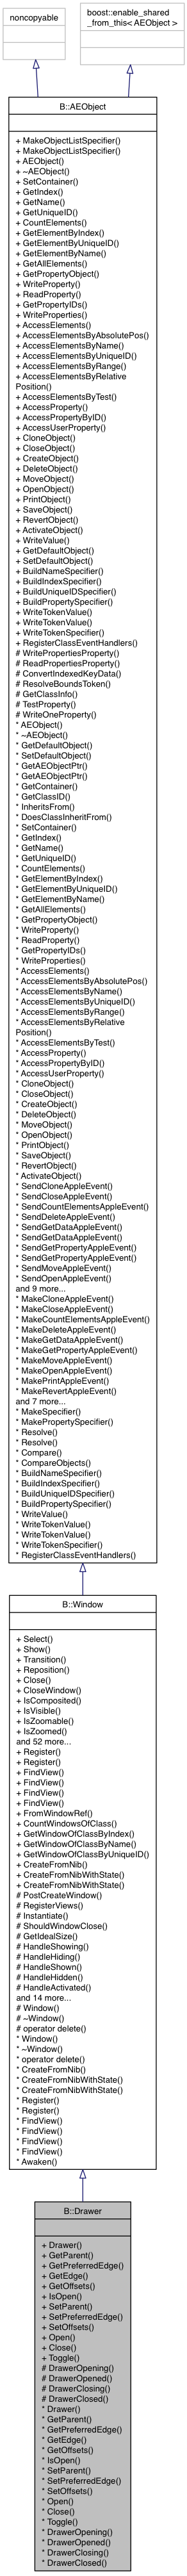 noncopyable
boost::enable_shared
_from_this< AEObject >
B::AEObject
+ MakeObjectListSpecifier()
+ MakeObjectListSpecifier()
+ AEObject()
+ ~AEObject()
+ SetContainer()
+ GetIndex()
+ GetName()
+ GetUniqueID()
+ CountElements()
+ GetElementByIndex()
+ GetElementByUniqueID()
+ GetElementByName()
+ GetAllElements()
+ GetPropertyObject()
+ WriteProperty()
+ ReadProperty()
+ GetPropertyIDs()
+ WriteProperties()
+ AccessElements()
+ AccessElementsByAbsolutePos()
+ AccessElementsByName()
+ AccessElementsByUniqueID()
+ AccessElementsByRange()
+ AccessElementsByRelative
Position()
+ AccessElementsByTest()
+ AccessProperty()
+ AccessPropertyByID()
+ AccessUserProperty()
+ CloneObject()
+ CloseObject()
+ CreateObject()
+ DeleteObject()
+ MoveObject()
+ OpenObject()
+ PrintObject()
+ SaveObject()
+ RevertObject()
+ ActivateObject()
+ WriteValue()
+ GetDefaultObject()
+ SetDefaultObject()
+ BuildNameSpecifier()
+ BuildIndexSpecifier()
+ BuildUniqueIDSpecifier()
+ BuildPropertySpecifier()
+ WriteTokenValue()
+ WriteTokenValue()
+ WriteTokenSpecifier()
+ RegisterClassEventHandlers()
# WritePropertiesProperty()
# ReadPropertiesProperty()
# ConvertIndexedKeyData()
# ResolveBoundsToken()
# GetClassInfo()
# TestProperty()
# WriteOneProperty()
* AEObject()
* ~AEObject()
* GetDefaultObject()
* SetDefaultObject()
* GetAEObjectPtr()
* GetAEObjectPtr()
* GetContainer()
* GetClassID()
* InheritsFrom()
* DoesClassInheritFrom()
* SetContainer()
* GetIndex()
* GetName()
* GetUniqueID()
* CountElements()
* GetElementByIndex()
* GetElementByUniqueID()
* GetElementByName()
* GetAllElements()
* GetPropertyObject()
* WriteProperty()
* ReadProperty()
* GetPropertyIDs()
* WriteProperties()
* AccessElements()
* AccessElementsByAbsolutePos()
* AccessElementsByName()
* AccessElementsByUniqueID()
* AccessElementsByRange()
* AccessElementsByRelative
Position()
* AccessElementsByTest()
* AccessProperty()
* AccessPropertyByID()
* AccessUserProperty()
* CloneObject()
* CloseObject()
* CreateObject()
* DeleteObject()
* MoveObject()
* OpenObject()
* PrintObject()
* SaveObject()
* RevertObject()
* ActivateObject()
* SendCloneAppleEvent()
* SendCloseAppleEvent()
* SendCountElementsAppleEvent()
* SendDeleteAppleEvent()
* SendGetDataAppleEvent()
* SendGetDataAppleEvent()
* SendGetPropertyAppleEvent()
* SendGetPropertyAppleEvent()
* SendMoveAppleEvent()
* SendOpenAppleEvent()
and 9 more...
* MakeCloneAppleEvent()
* MakeCloseAppleEvent()
* MakeCountElementsAppleEvent()
* MakeDeleteAppleEvent()
* MakeGetDataAppleEvent()
* MakeGetPropertyAppleEvent()
* MakeMoveAppleEvent()
* MakeOpenAppleEvent()
* MakePrintAppleEvent()
* MakeRevertAppleEvent()
and 7 more...
* MakeSpecifier()
* MakePropertySpecifier()
* Resolve()
* Resolve()
* Compare()
* CompareObjects()
* BuildNameSpecifier()
* BuildIndexSpecifier()
* BuildUniqueIDSpecifier()
* BuildPropertySpecifier()
* WriteValue()
* WriteTokenValue()
* WriteTokenValue()
* WriteTokenSpecifier()
* RegisterClassEventHandlers()
B::Window
+ Select()
+ Show()
+ Transition()
+ Reposition()
+ Close()
+ CloseWindow()
+ IsComposited()
+ IsVisible()
+ IsZoomable()
+ IsZoomed()
and 52 more...
+ Register()
+ Register()
+ FindView()
+ FindView()
+ FindView()
+ FindView()
+ FromWindowRef()
+ CountWindowsOfClass()
+ GetWindowOfClassByIndex()
+ GetWindowOfClassByName()
+ GetWindowOfClassByUniqueID()
+ CreateFromNib()
+ CreateFromNibWithState()
+ CreateFromNibWithState()
# PostCreateWindow()
# RegisterViews()
# Instantiate()
# ShouldWindowClose()
# GetIdealSize()
# HandleShowing()
# HandleHiding()
# HandleShown()
# HandleHidden()
# HandleActivated()
and 14 more...
# Window()
# ~Window()
# operator delete()
* Window()
* ~Window()
* operator delete()
* CreateFromNib()
* CreateFromNibWithState()
* CreateFromNibWithState()
* Register()
* Register()
* FindView()
* FindView()
* FindView()
* FindView()
* Awaken()
B::Drawer
+ Drawer()
+ GetParent()
+ GetPreferredEdge()
+ GetEdge()
+ GetOffsets()
+ IsOpen()
+ SetParent()
+ SetPreferredEdge()
+ SetOffsets()
+ Open()
+ Close()
+ Toggle()
# DrawerOpening()
# DrawerOpened()
# DrawerClosing()
# DrawerClosed()
* Drawer()
* GetParent()
* GetPreferredEdge()
* GetEdge()
* GetOffsets()
* IsOpen()
* SetParent()
* SetPreferredEdge()
* SetOffsets()
* Open()
* Close()
* Toggle()
* DrawerOpening()
* DrawerOpened()
* DrawerClosing()
* DrawerClosed()